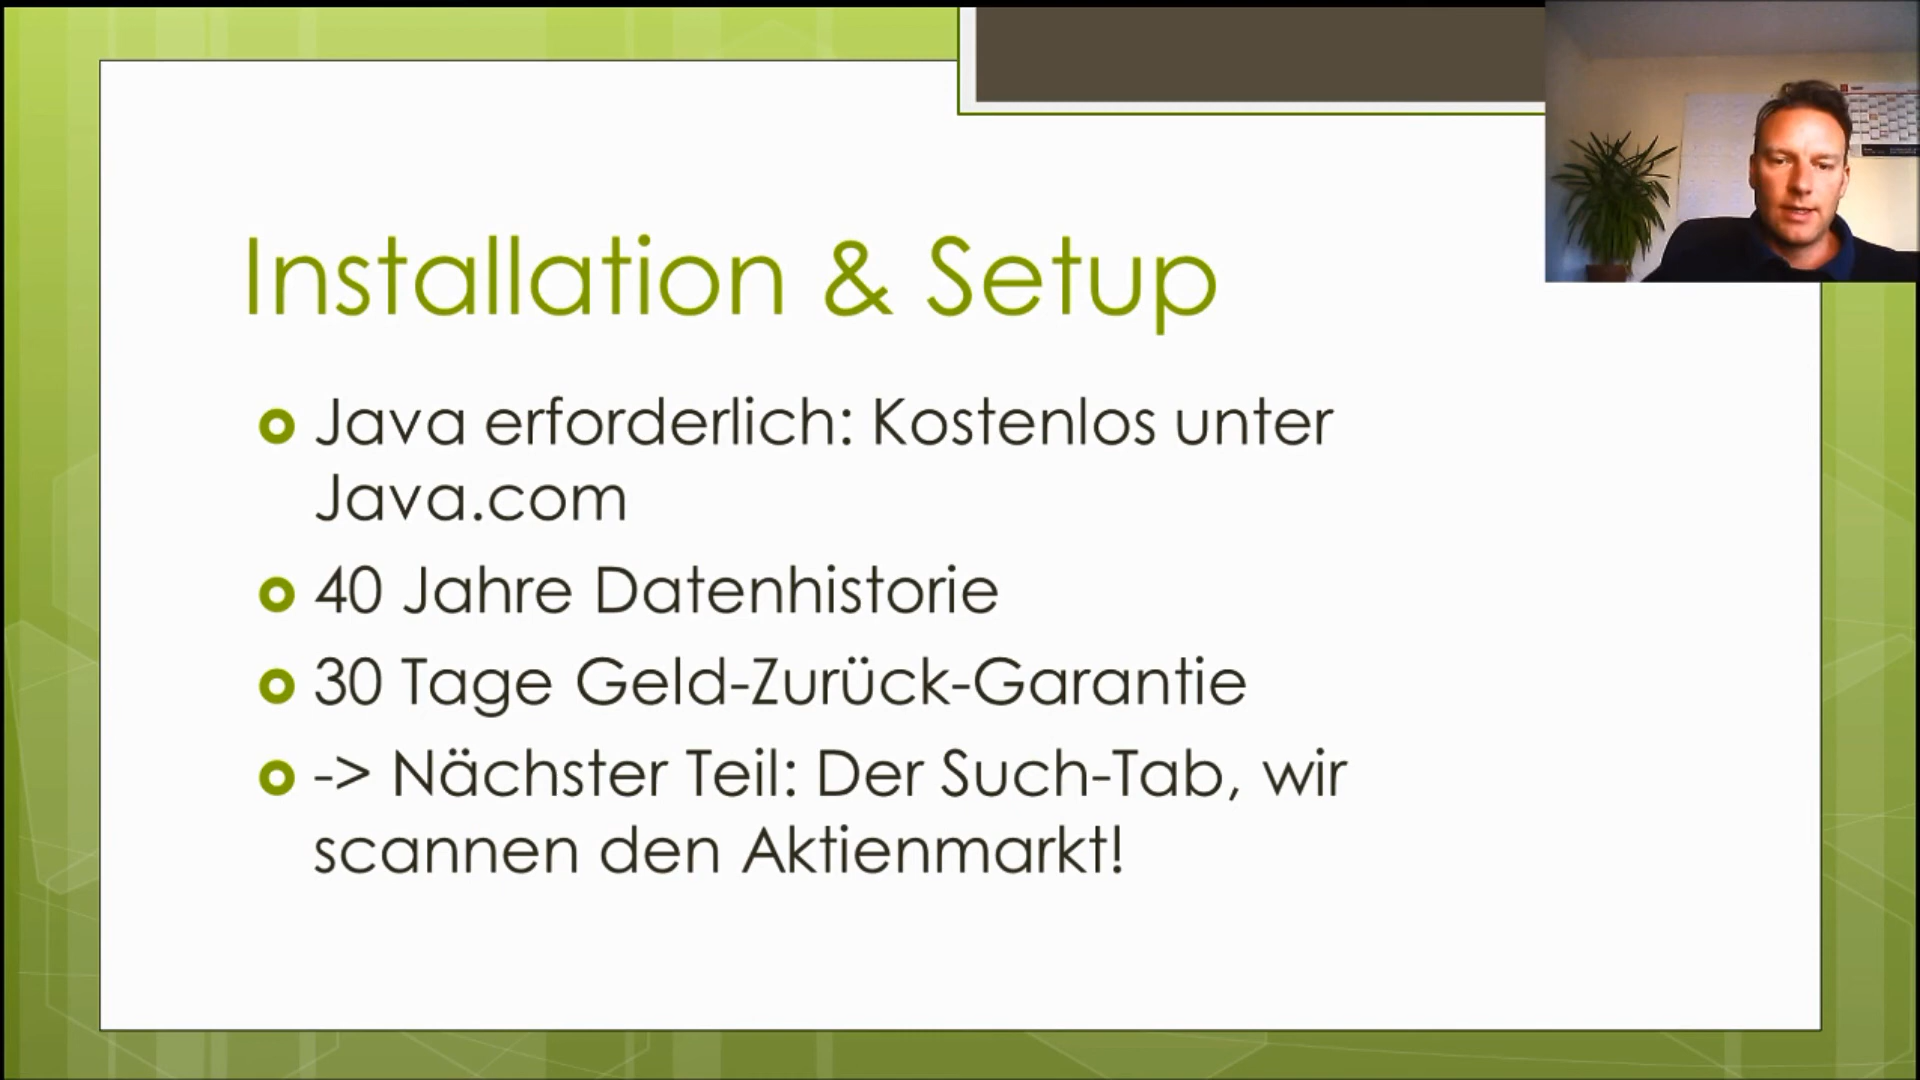 Installation & Setup
Java erforderlich: Kostenlos unter
Java.com
40 Jahre Datenhistorie
30 Tage Geld-Zurück-Garantie
-> Nächster Teil: Der Such-Tab, wir
scannen den Aktienmarkt!